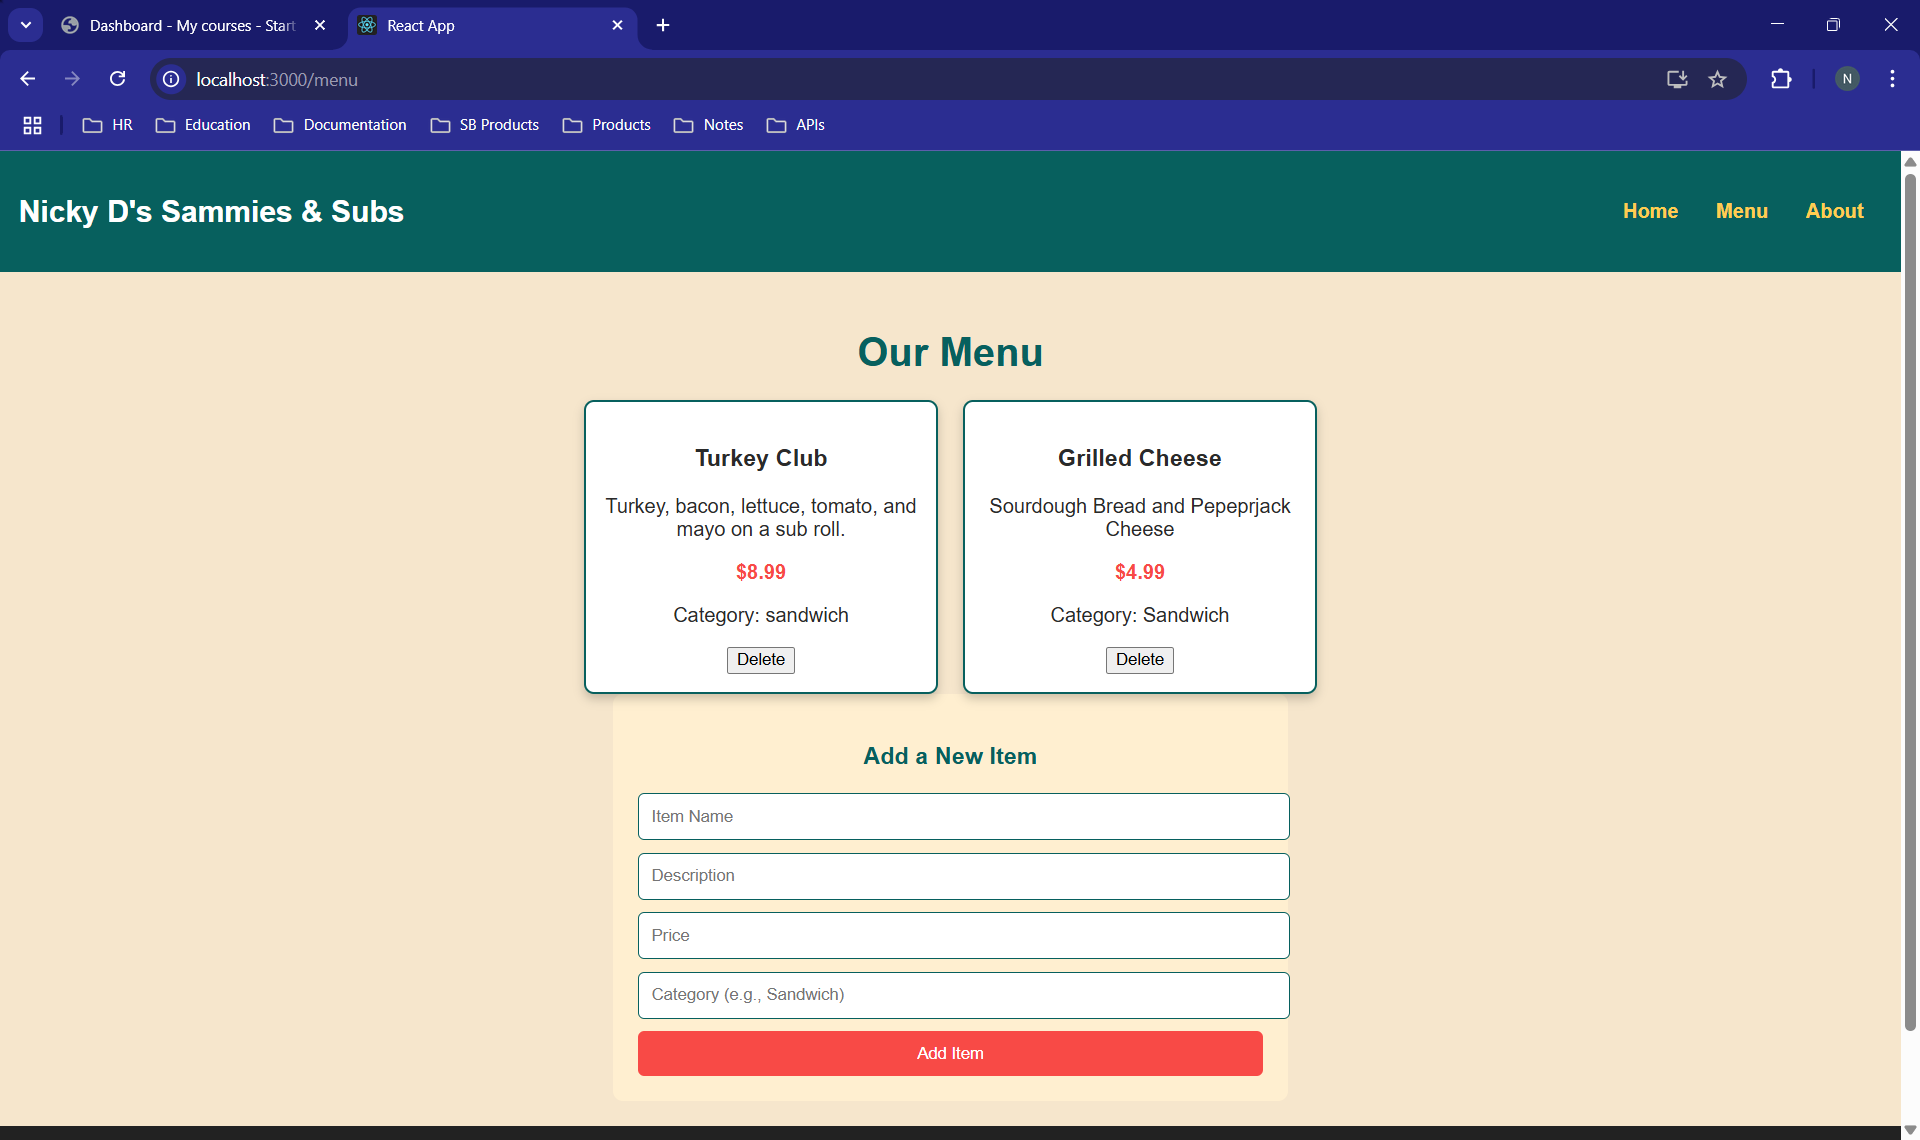 Dashboard - My courses - Start
React App
localhost:3000/menu
N
HR
Education
Documentation
SB Products
Products
Notes
APIs
Nicky D's Sammies & Subs
Home
Menu
About
Our Menu
Turkey Club
Turkey, bacon, lettuce, tomato, and
mayo on a sub roll.
$8.99
Category: sandwich
Delete
Grilled Cheese
Sourdough Bread and Pepeprjack
Cheese
$4.99
Category: Sandwich
Delete
Add a New Item
Item Name
Description
Price
Category (e.g., Sandwich)
Add Item